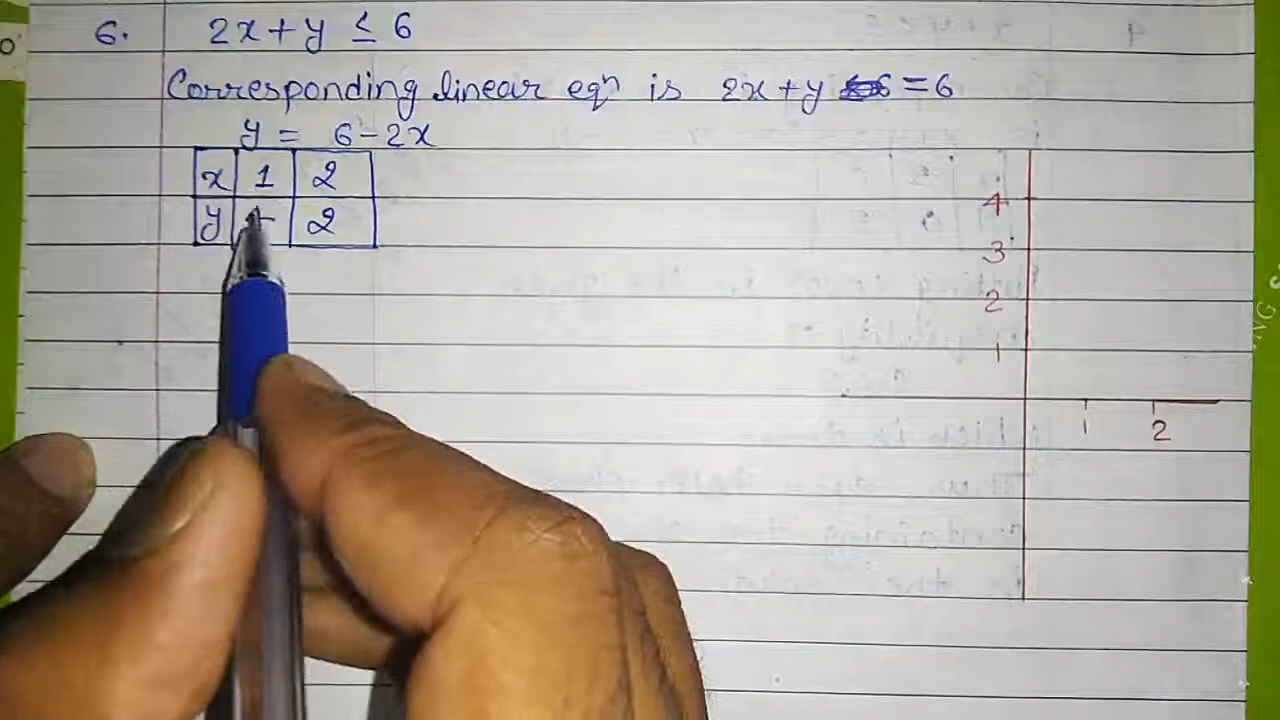 6. 2x + y ≤ 6
Corresponding linear eqn is 2x + y = 6
y = 6 - 2x
x 1 2
y 4 2
4
3
2
1
1 2